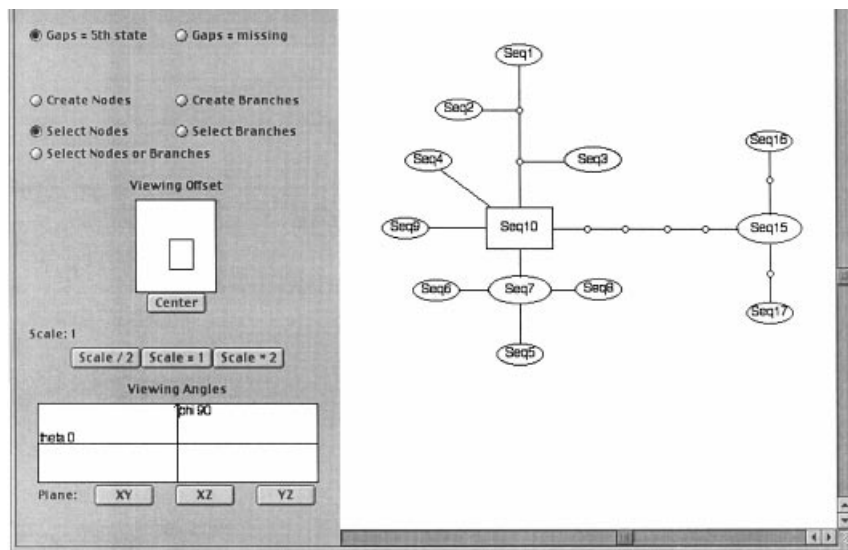 Gaps = 5th state
Gaps = missing
Create Nodes
Create Branches
Select Nodes
Select Branches
Select Nodes or Branches
Viewing Offset
Center
Scale: 1
Scale / 2
Scale = 1
Scale * 2
Viewing Angles
phi 90
theta 0
Plane:
XY
XZ
YZ
Seq1
Seq2
Seq4
Seq3
Seq16
Seq9
Seq10
Seq15
Seq6
Seq7
Seq8
Seq17
Seq5